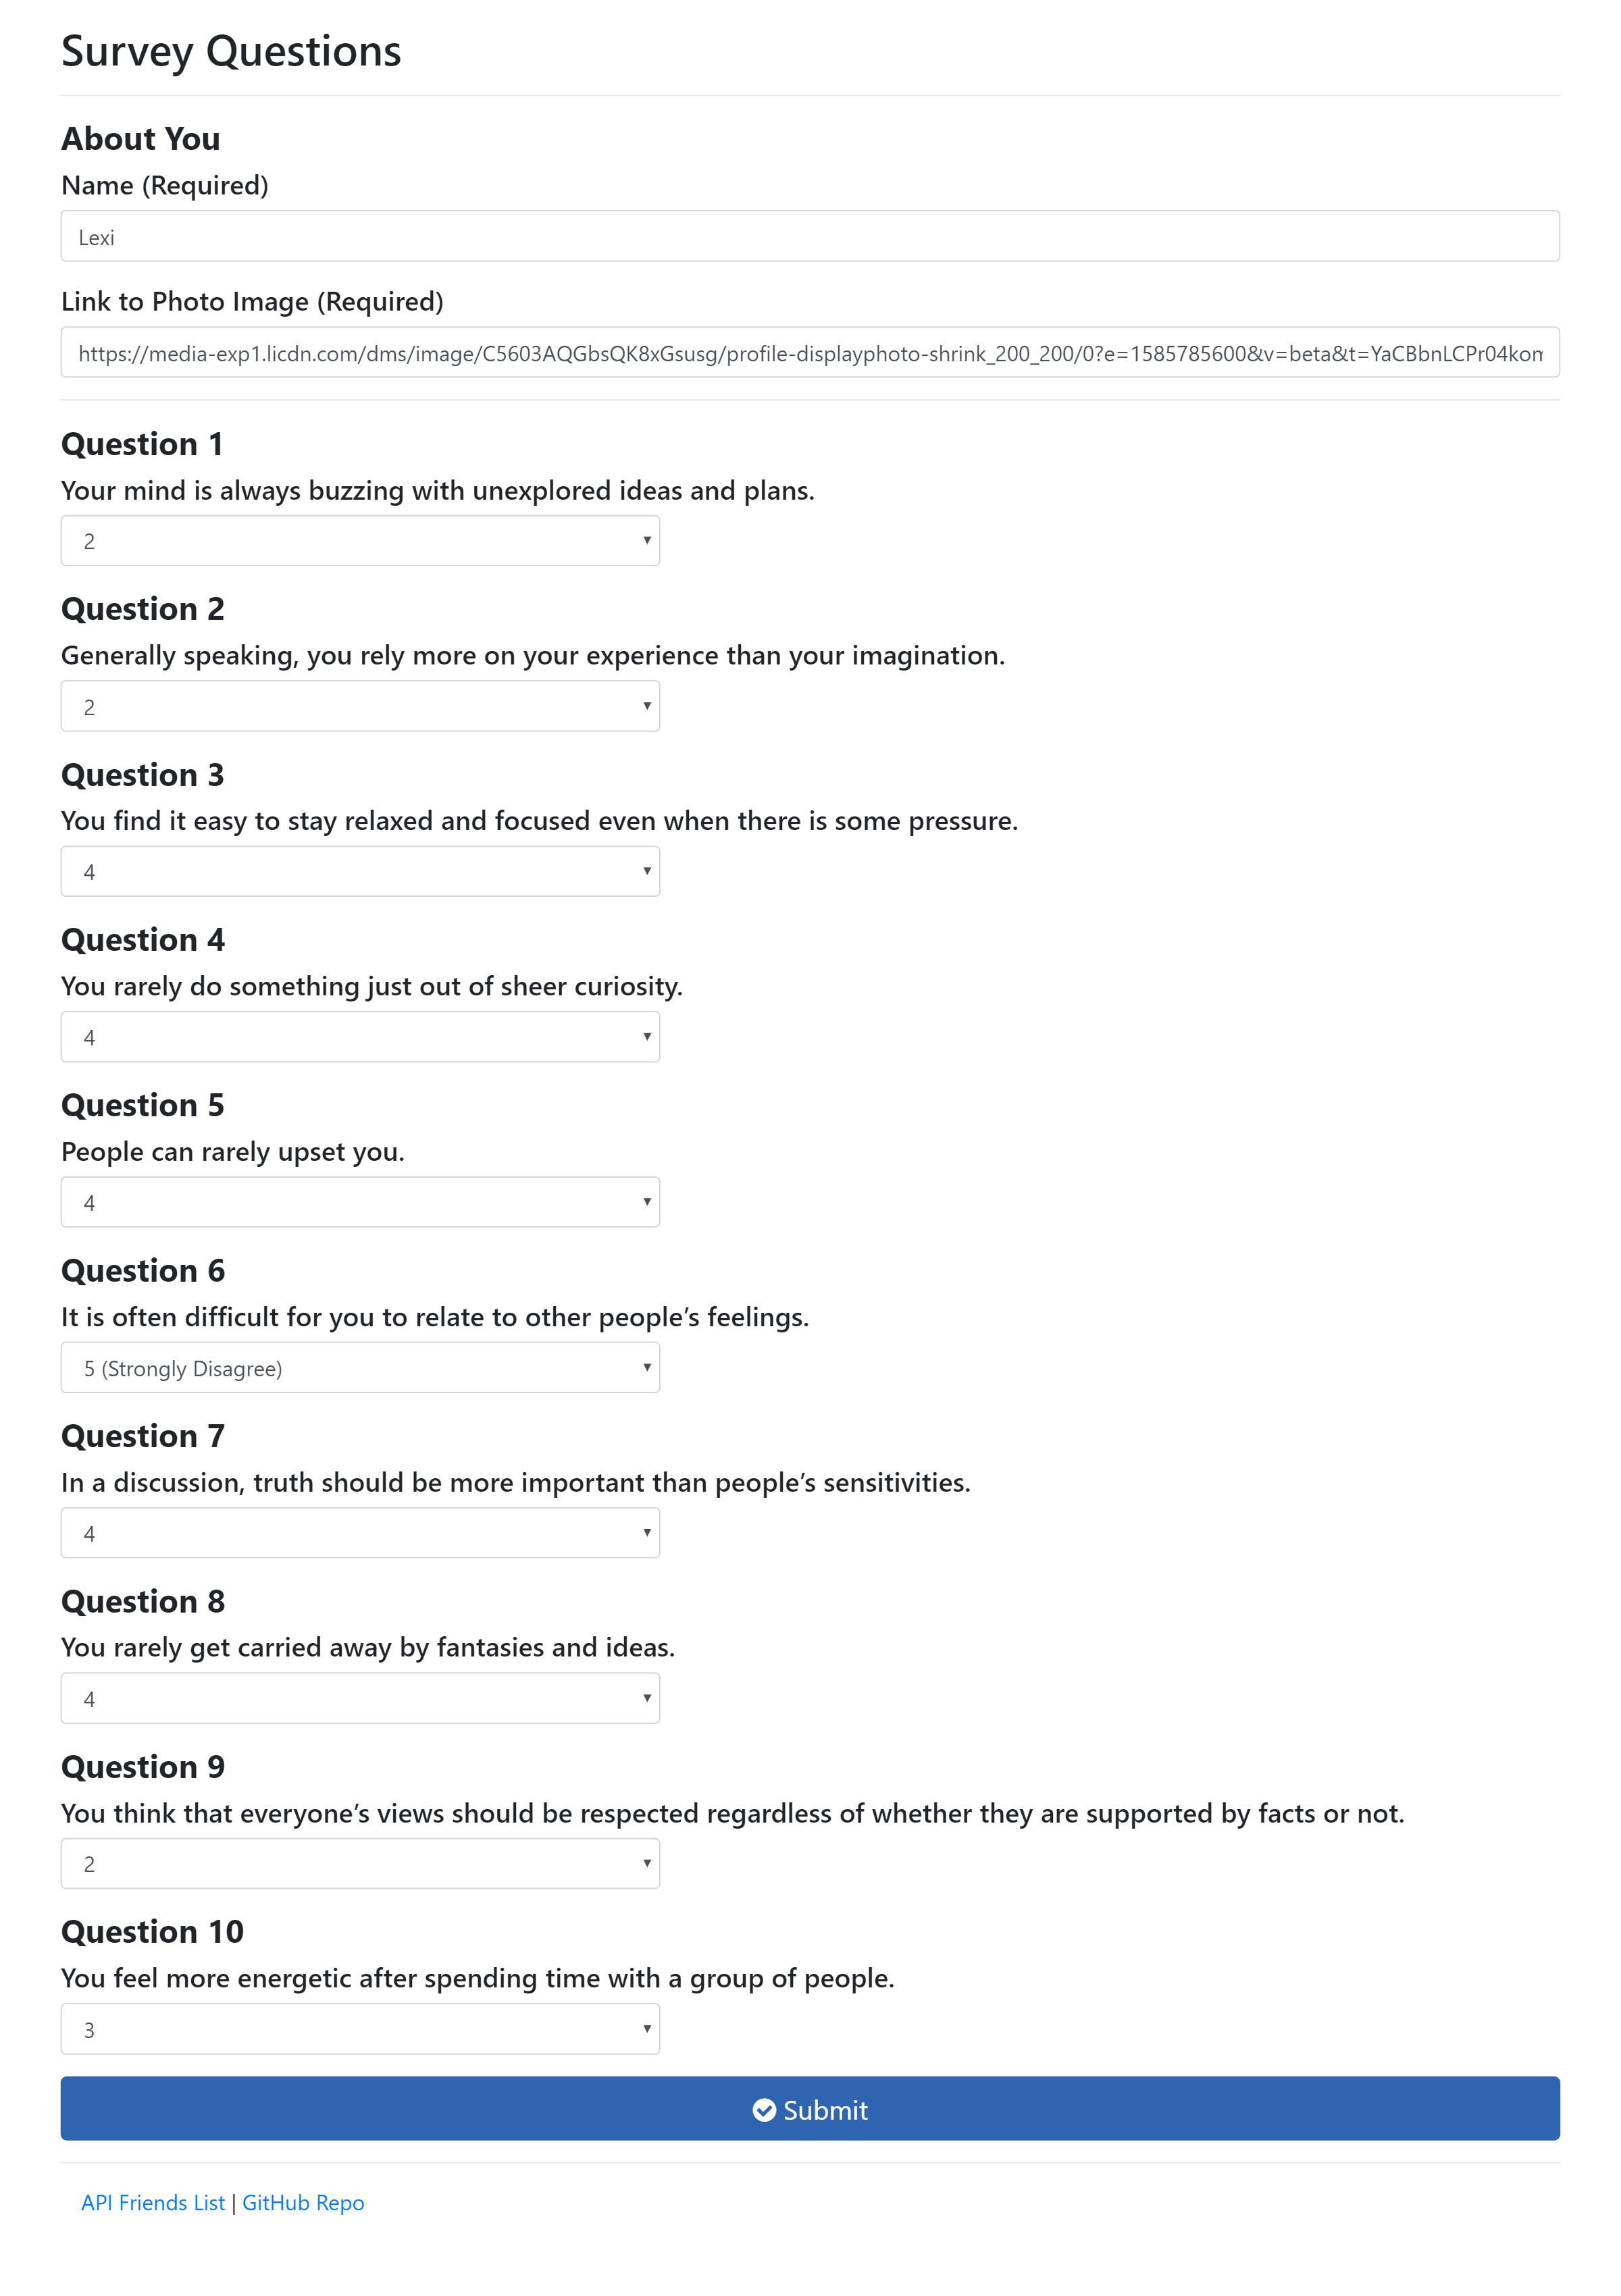 Survey Questions
About You
Name (Required)
Lexi
Link to Photo Image (Required)
https://media-exp1.licdn.com/dms/image/C5603AQGbsQK8xGsusg/profile-displayphoto-shrink_200_200/0?e=1585785600&v=beta&t=YaCBbnLCPr04kom
Question 1
Your mind is always buzzing with unexplored ideas and plans.
2
Question 2
Generally speaking, you rely more on your experience than your imagination.
2
Question 3
You find it easy to stay relaxed and focused even when there is some pressure.
4
Question 4
You rarely do something just out of sheer curiosity.
4
Question 5
People can rarely upset you.
4
Question 6
It is often difficult for you to relate to other people’s feelings.
5 (Strongly Disagree)
Question 7
In a discussion, truth should be more important than people’s sensitivities.
4
Question 8
You rarely get carried away by fantasies and ideas.
4
Question 9
You think that everyone’s views should be respected regardless of whether they are supported by facts or not.
2
Question 10
You feel more energetic after spending time with a group of people.
3
Submit
API Friends List | GitHub Repo